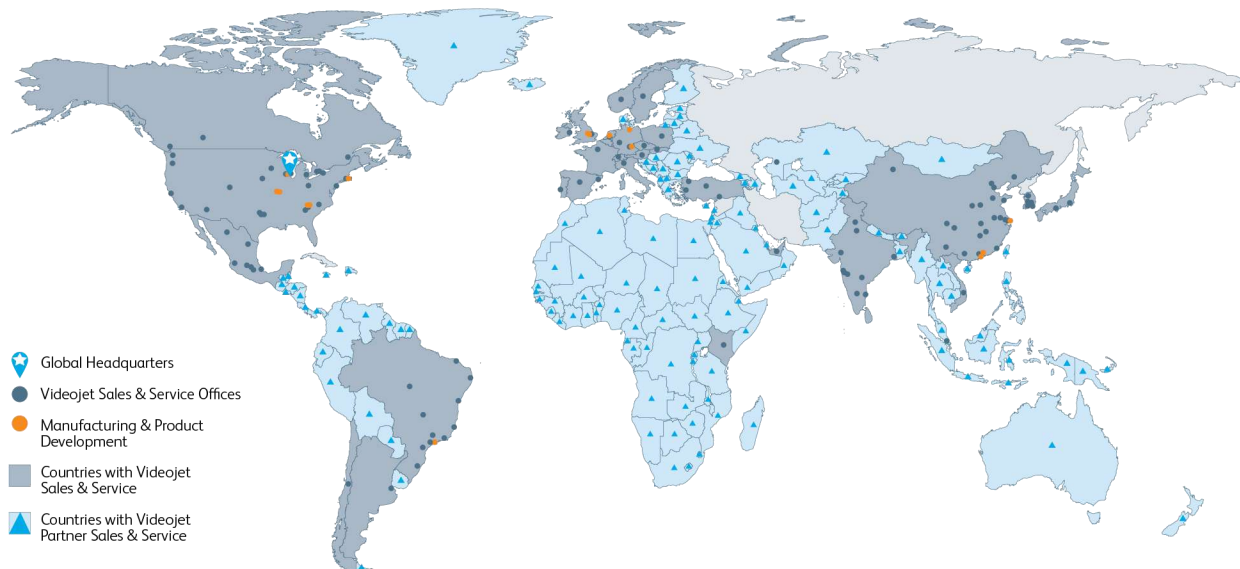 Global Headquarters
Videojet Sales & Service Offices
Manufacturing & Product
Development
Countries with Videojet
Sales & Service
Countries with Videojet
Partner Sales & Service